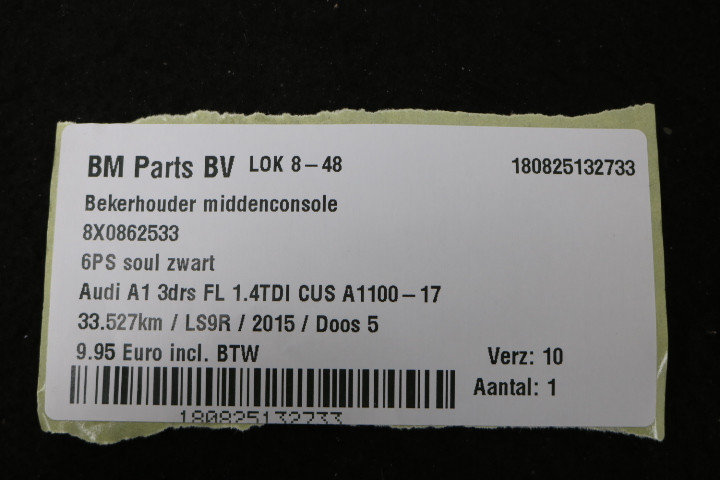 BM Parts BV LOK 8-48 180825132733
Bekerhouder middenconsole
8X0862533
6PS soul zwart
Audi A1 3drs FL 1.4TDI CUS A1100-17
33.527km / LS9R / 2015 / Doos 5
9.95 Euro incl. BTW Verz: 10
Aantal: 1
180825132733